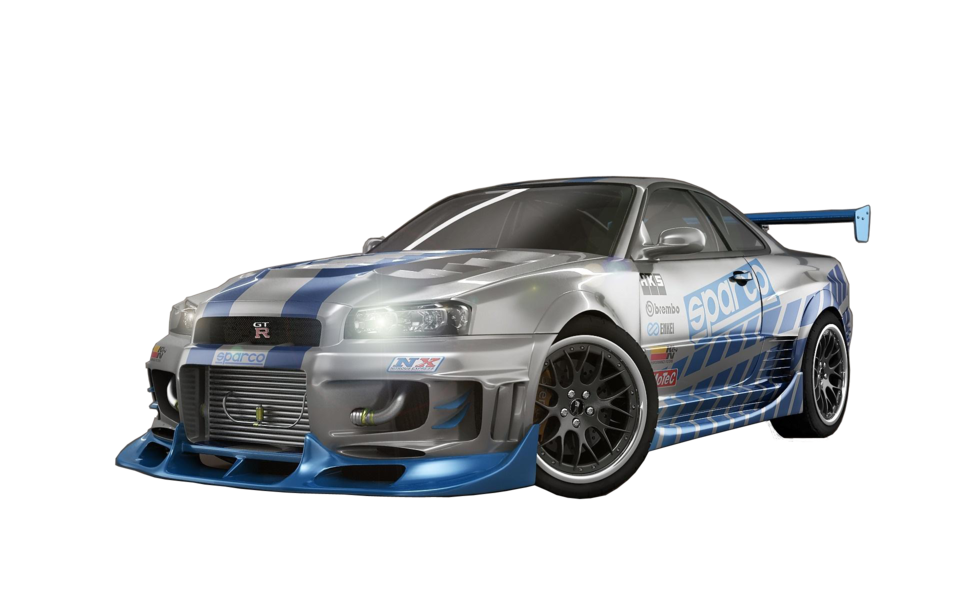 GT
R
sparco
NX
HKS
brembo
ENKEI
sparco
MoTeC